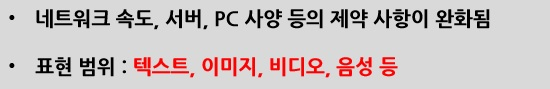 • 네트워크 속도, 서버, PC 사양 등의 제약 사항이 완화됨
• 표현 범위 : 텍스트, 이미지, 비디오, 음성 등